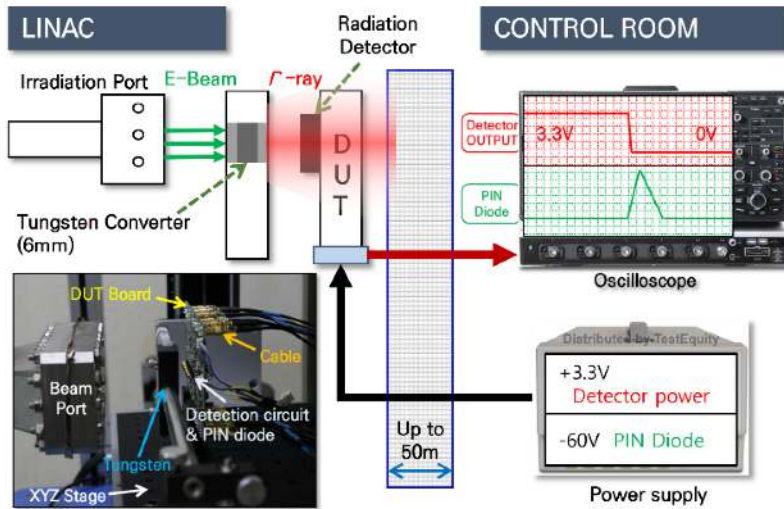 LINAC
CONTROL ROOM
Radiation
Detector
Irradiation Port
E-Beam
Γ-ray
DUT
Tungsten Converter
(6mm)
Detector
OUTPUT
3.3V
0V
PIN
Diode
Oscilloscope
DUT Board
Cable
Beam
Port
Detection circuit
& PIN diode
Tungsten
XYZ Stage
Up to
50m
Distributed by TestEquity
+3.3V
Detector power
-60V PIN Diode
Power supply